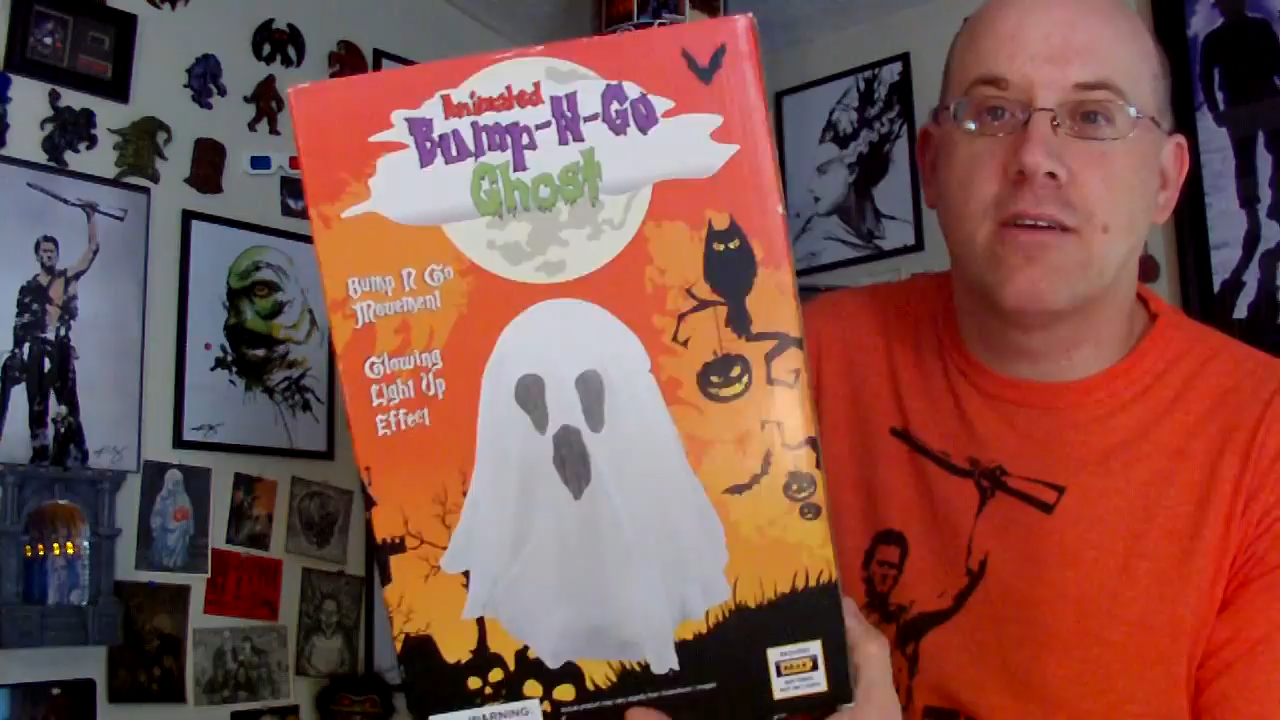 Animated
Bump-N-Go
Ghost
Bump N Go
Movement
Glowing
Light Up
Effect
WARNING: